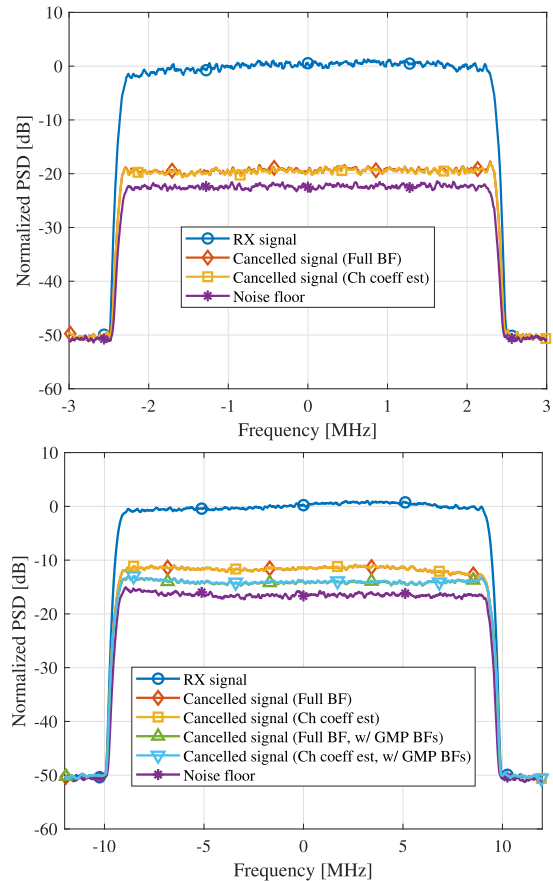 10
0
-10
-20
-30
-40
-50
-60
Normalized PSD [dB]
RX signal
Cancelled signal (Full BF)
Cancelled signal (Ch coeff est)
Noise floor
-3
-2
-1
0
1
2
3
Frequency [MHz]
10
0
-10
-20
-30
-40
-50
-60
Normalized PSD [dB]
RX signal
Cancelled signal (Full BF)
Cancelled signal (Ch coeff est)
Cancelled signal (Full BF, w/ GMP BFs)
Cancelled signal (Ch coeff est, w/ GMP BFs)
Noise floor
-10
-5
0
5
10
Frequency [MHz]